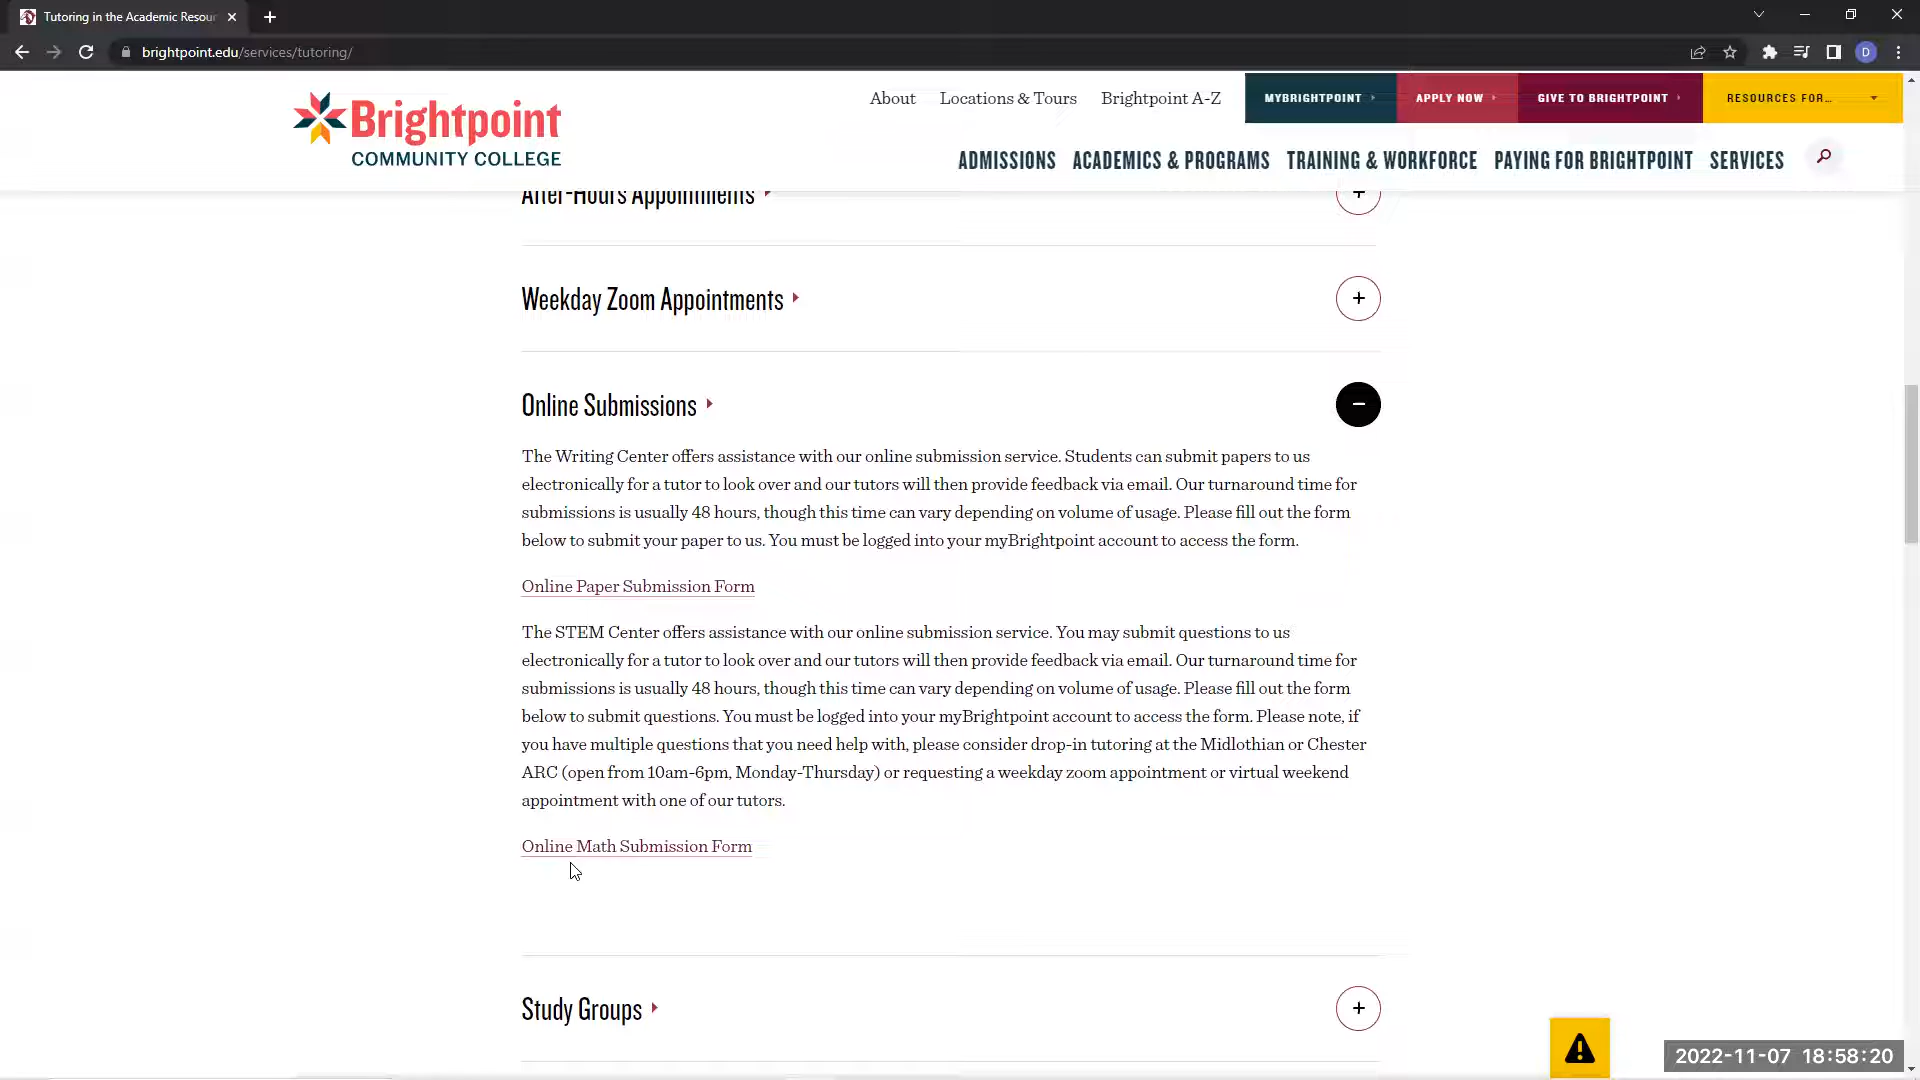 Tutoring in the Academic Resou
brightpoint.edu/services/tutoring/
D
Brightpoint
COMMUNITY COLLEGE
About
Locations & Tours
Brightpoint A-Z
MYBRIGHTPOINT
APPLY NOW
GIVE TO BRIGHTPOINT
RESOURCES FOR...
ADMISSIONS
ACADEMICS & PROGRAMS
TRAINING & WORKFORCE
PAYING FOR BRIGHTPOINT
SERVICES
After-Hours Appointments
Weekday Zoom Appointments
Online Submissions
The Writing Center offers assistance with our online submission service. Students can submit papers to us
electronically for a tutor to look over and our tutors will then provide feedback via email. Our turnaround time for
submissions is usually 48 hours, though this time can vary depending on volume of usage. Please fill out the form
below to submit your paper to us. You must be logged into your myBrightpoint account to access the form.
Online Paper Submission Form
The STEM Center offers assistance with our online submission service. You may submit questions to us
electronically for a tutor to look over and our tutors will then provide feedback via email. Our turnaround time for
submissions is usually 48 hours, though this time can vary depending on volume of usage. Please fill out the form
below to submit questions. You must be logged into your myBrightpoint account to access the form. Please note, if
you have multiple questions that you need help with, please consider drop-in tutoring at the Midlothian or Chester
ARC (open from 10am-6pm, Monday-Thursday) or requesting a weekday zoom appointment or virtual weekend
appointment with one of our tutors.
Online Math Submission Form
Study Groups
2022-11-07 18:58:20